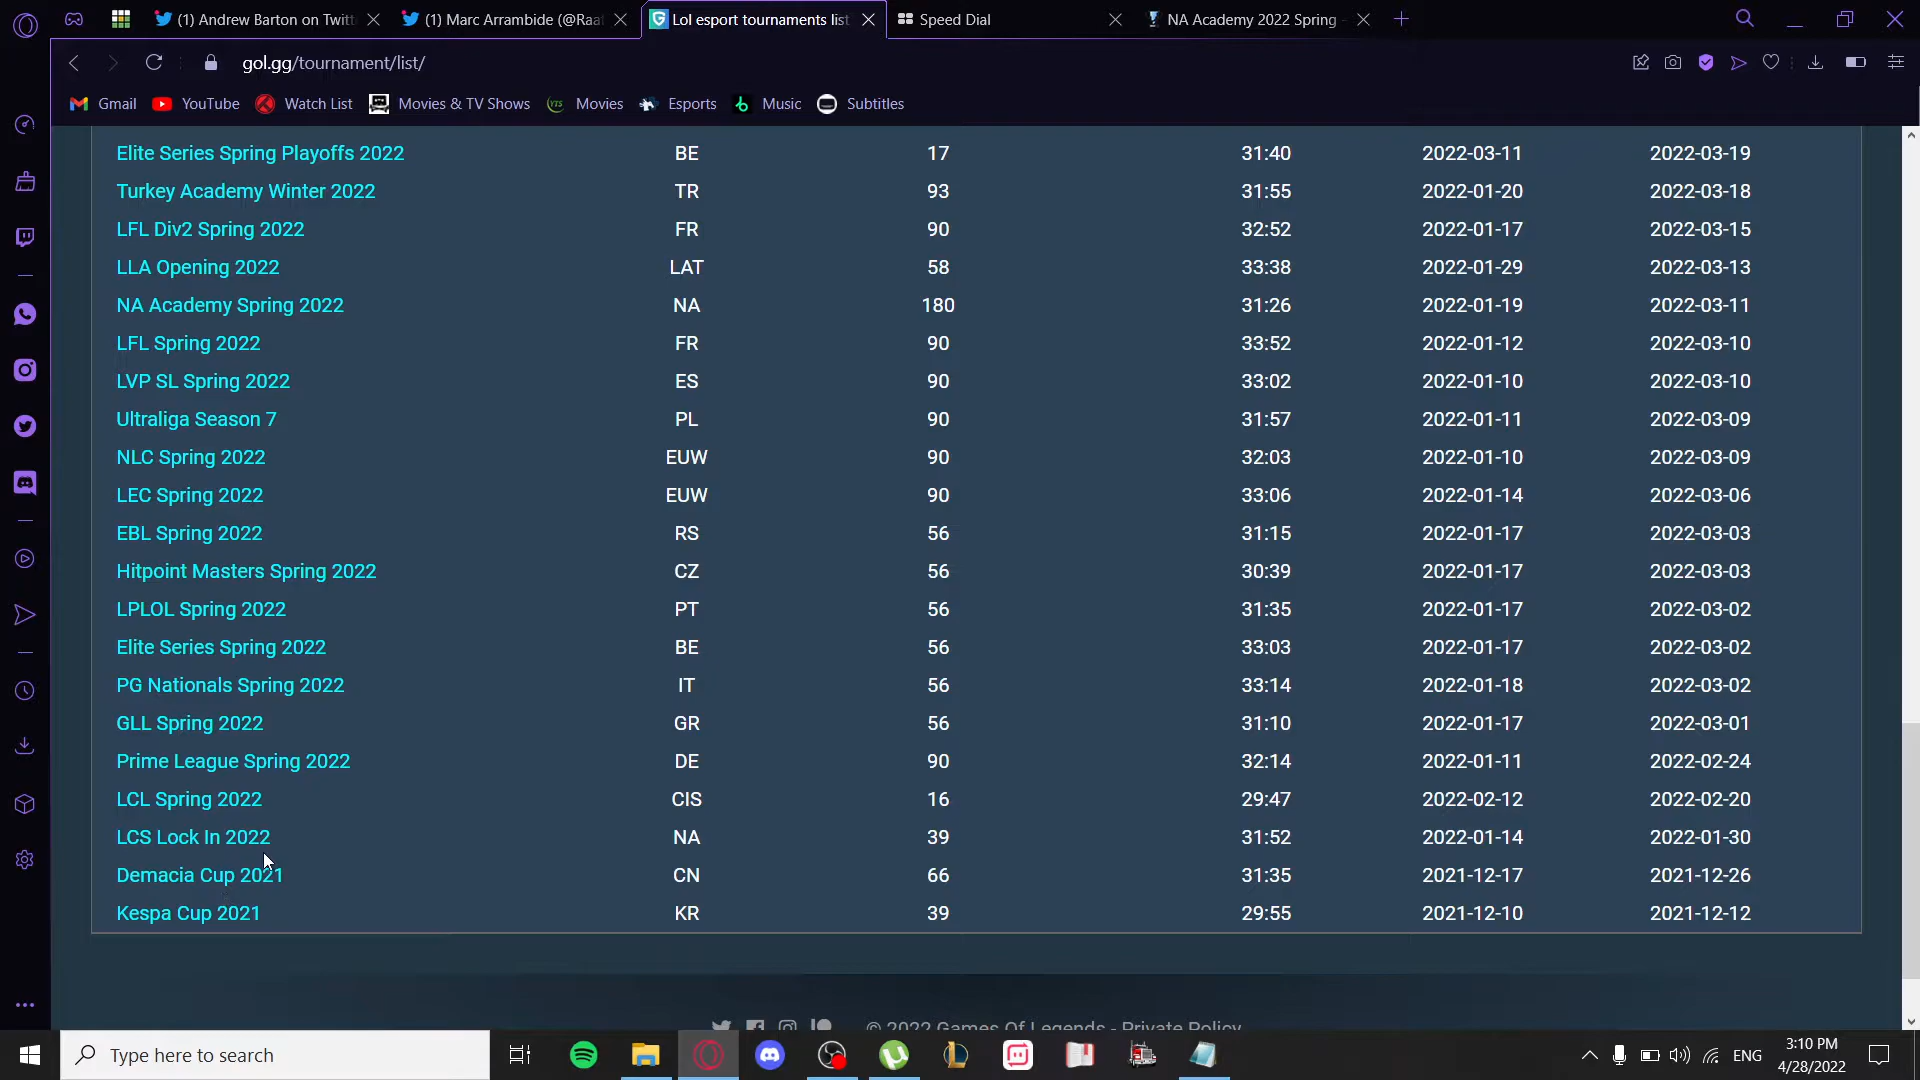 (1) Andrew Barton on Twitt
(1) Marc Arrambide (@Raa
Lol esport tournaments list
Speed Dial
NA Academy 2022 Spring
gol.gg/tournament/list/
Gmail YouTube Watch List Movies & TV Shows Movies Esports Music Subtitles
Elite Series Spring Playoffs 2022 BE 17 31:40 2022-03-11 2022-03-19
Turkey Academy Winter 2022 TR 93 31:55 2022-01-20 2022-03-18
LFL Div2 Spring 2022 FR 90 32:52 2022-01-17 2022-03-15
LLA Opening 2022 LAT 58 33:38 2022-01-29 2022-03-13
NA Academy Spring 2022 NA 180 31:26 2022-01-19 2022-03-11
LFL Spring 2022 FR 90 33:52 2022-01-12 2022-03-10
LVP SL Spring 2022 ES 90 33:02 2022-01-10 2022-03-10
Ultraliga Season 7 PL 90 31:57 2022-01-11 2022-03-09
NLC Spring 2022 EUW 90 32:03 2022-01-10 2022-03-09
LEC Spring 2022 EUW 90 33:06 2022-01-14 2022-03-06
EBL Spring 2022 RS 56 31:15 2022-01-17 2022-03-03
Hitpoint Masters Spring 2022 CZ 56 30:39 2022-01-17 2022-03-03
LPLOL Spring 2022 PT 56 31:35 2022-01-17 2022-03-02
Elite Series Spring 2022 BE 56 33:03 2022-01-17 2022-03-02
PG Nationals Spring 2022 IT 56 33:14 2022-01-18 2022-03-02
GLL Spring 2022 GR 56 31:10 2022-01-17 2022-03-01
Prime League Spring 2022 DE 90 32:14 2022-01-11 2022-02-24
LCL Spring 2022 CIS 16 29:47 2022-02-12 2022-02-20
LCS Lock In 2022 NA 39 31:52 2022-01-14 2022-01-30
Demacia Cup 2021 CN 66 31:35 2021-12-17 2021-12-26
Kespa Cup 2021 KR 39 29:55 2021-12-10 2021-12-12
© 2022 Games Of Legends - Private Policy
Type here to search
ENG
3:10 PM
4/28/2022